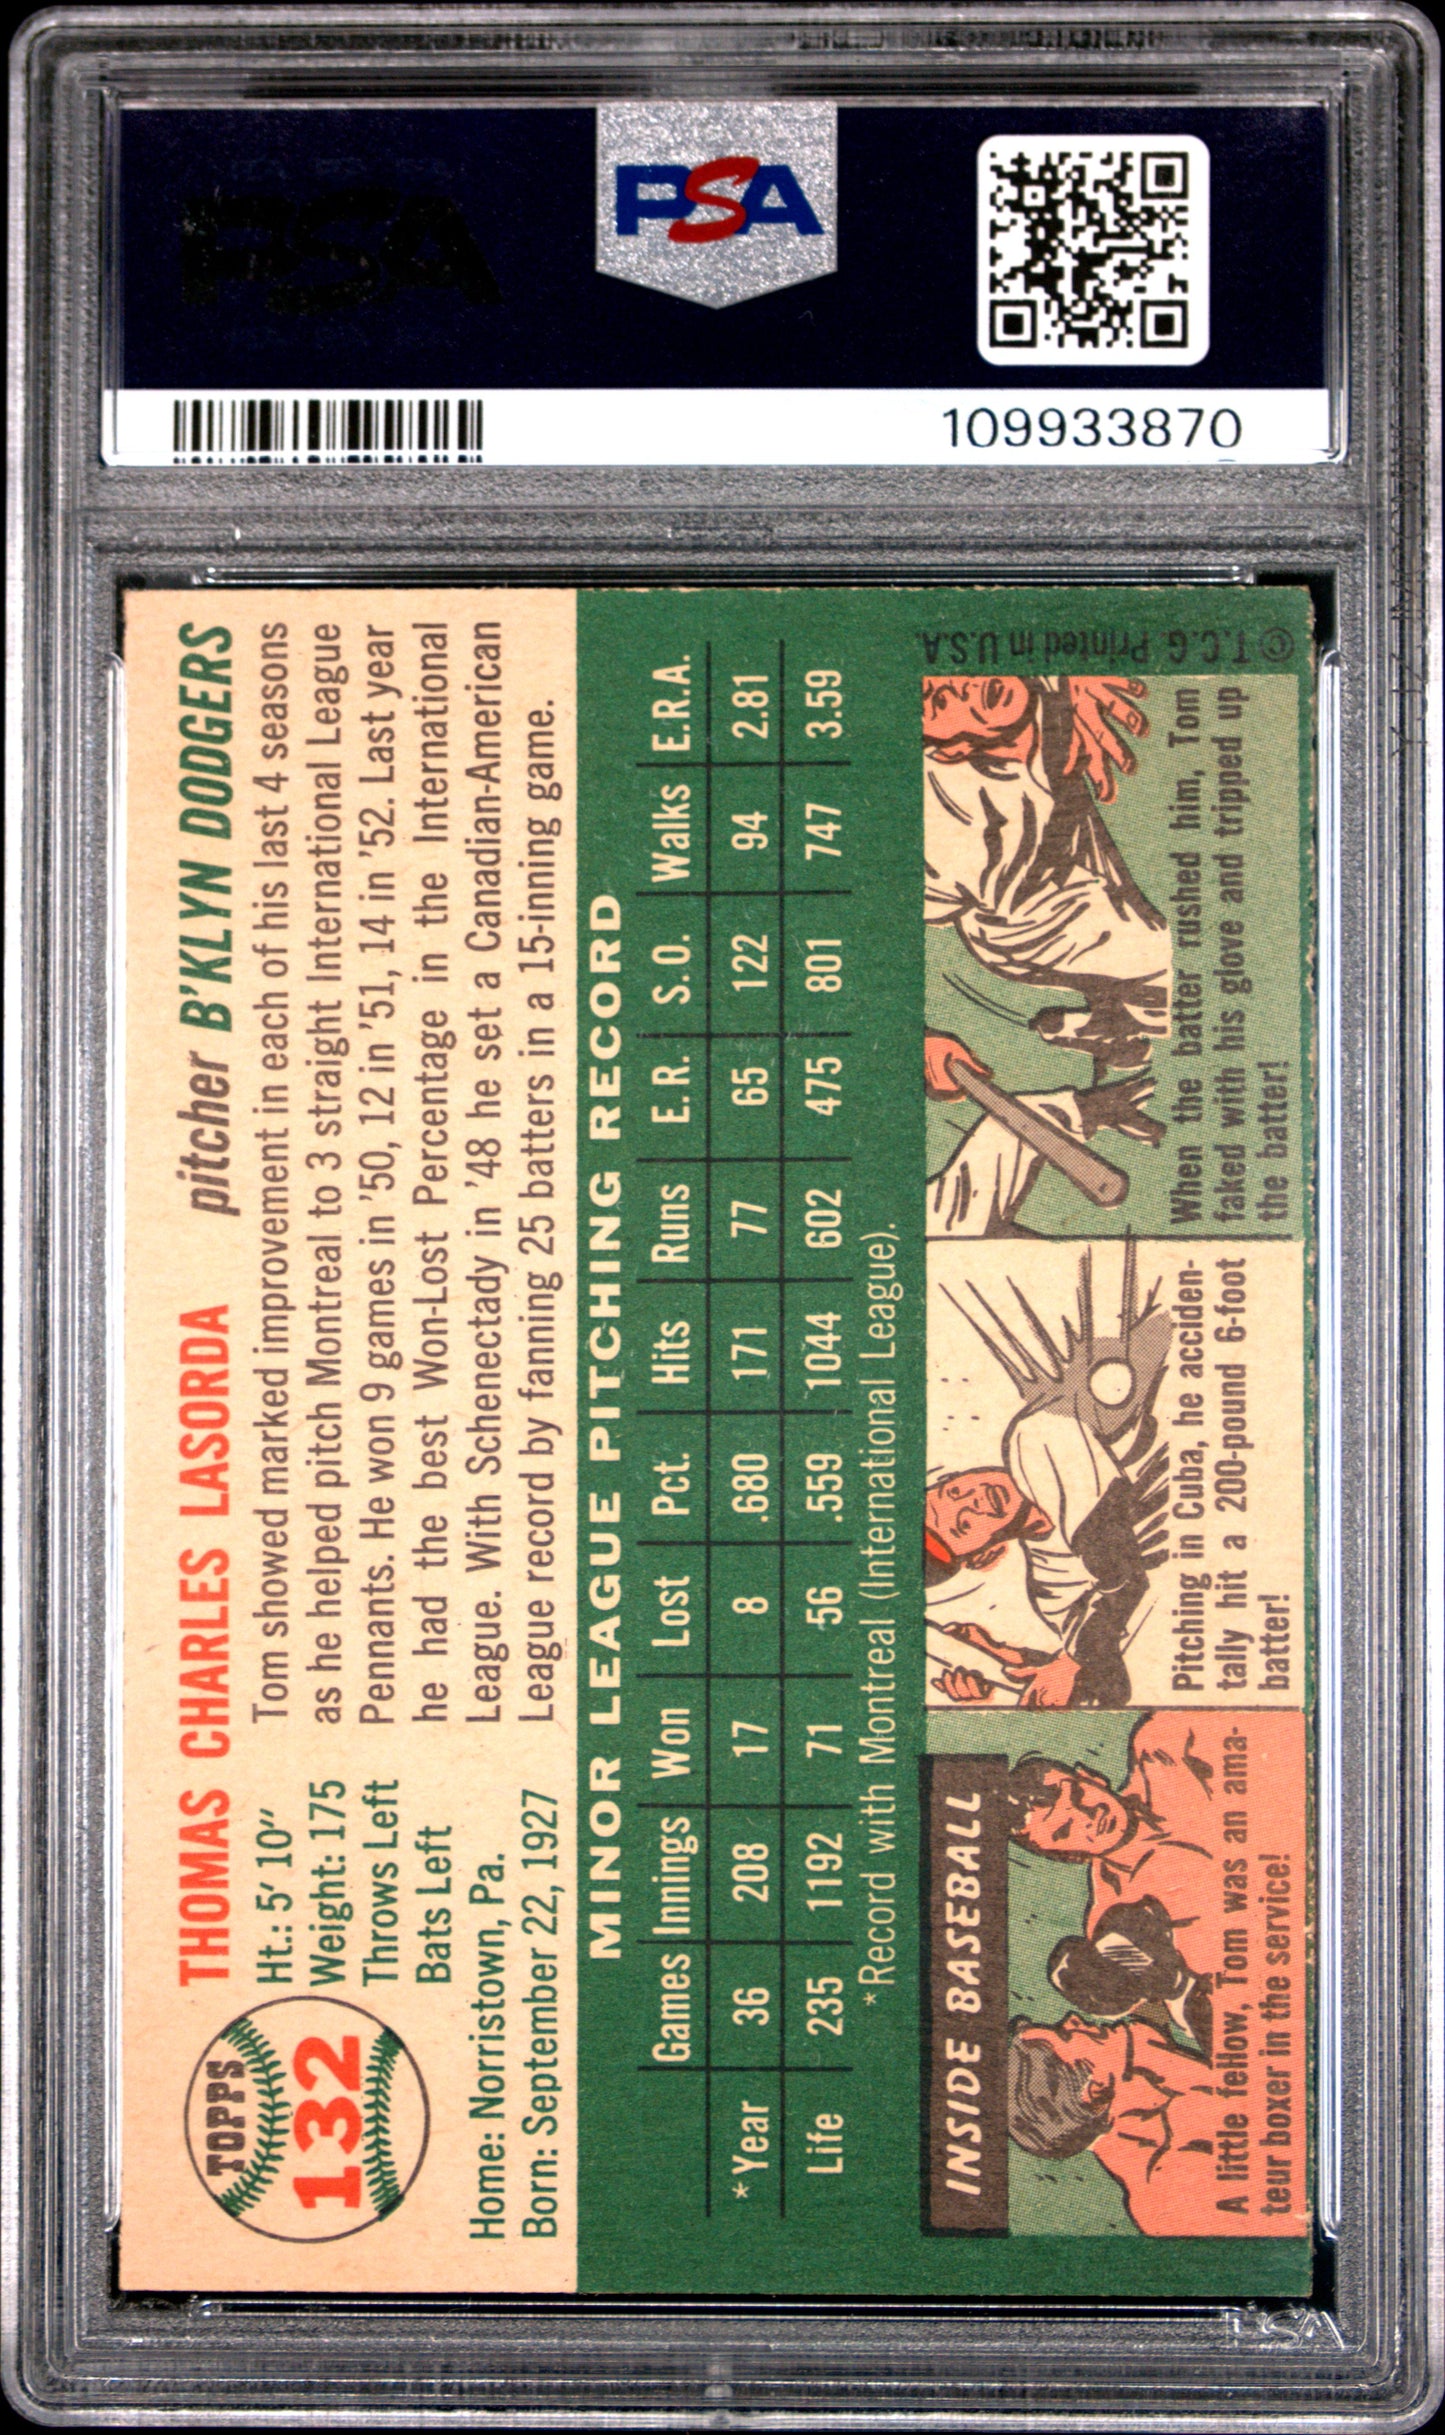 PSA
PSA
109933870
TOPPS
132
THOMAS CHARLES LASORDA
pitcher B'KLYN DODGERS
Ht.: 5' 10"
Weight: 175
Throws Left
Bats Left
Home: Norristown, Pa.
Born: September 22, 1927
Tom showed marked improvement in each of his last 4 seasons
as he helped pitch Montreal to 3 straight International League
Pennants. He won 9 games in '50, 12 in '51, 14 in '52. Last year
he had the best Won-Lost Percentage in the International
League. With Schenectady in '48 he set a Canadian-American
League record by fanning 25 batters in a 15-inning game.
MINOR LEAGUE PITCHING RECORD
Games Innings Won Lost Pct. Hits Runs E.R. S.O. Walks E.R.A.
*Year 36 208 17 8 .680 171 77 65 122 94 2.81
Life 235 1192 71 56 .559 1044 602 475 801 747 3.59
*Record with Montreal (International League).
INSIDE BASEBALL
A little fellow, Tom was an ama-
teur boxer in the service!
Pitching in Cuba, he acciden-
tally hit a 200-pound 6-foot
batter!
When the batter rushed him, Tom
faked with his glove and tripped up
the batter!
© T.C.G. Printed in U.S.A.
PSA